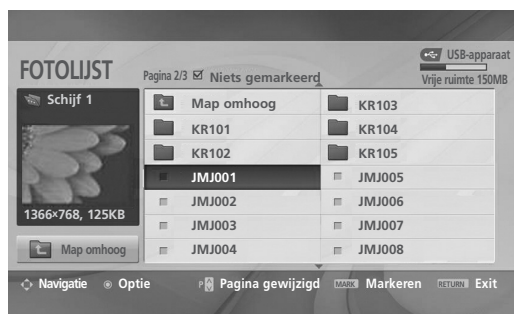 USB-apparaat
FOTOLIJST
Pagina 2/3 Niets gemarkeerd
Vrije ruimte 150MB
Schijf 1
Map omhoog
KR103
KR101
KR104
KR102
KR105
JMJ001
JMJ005
JMJ002
JMJ006
JMJ003
JMJ007
JMJ004
JMJ008
1366×768, 125KB
Map omhoog
Navigatie
Optie
P Pagina gewijzigd
MARK Markeren
RETURN Exit